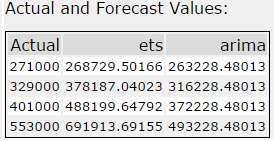 Actual and Forecast Values:
Actual ets arima
271000 268729.50166 263228.48013
329000 378187.04023 316228.48013
401000 488199.64792 372228.48013
553000 691913.69155 493228.48013